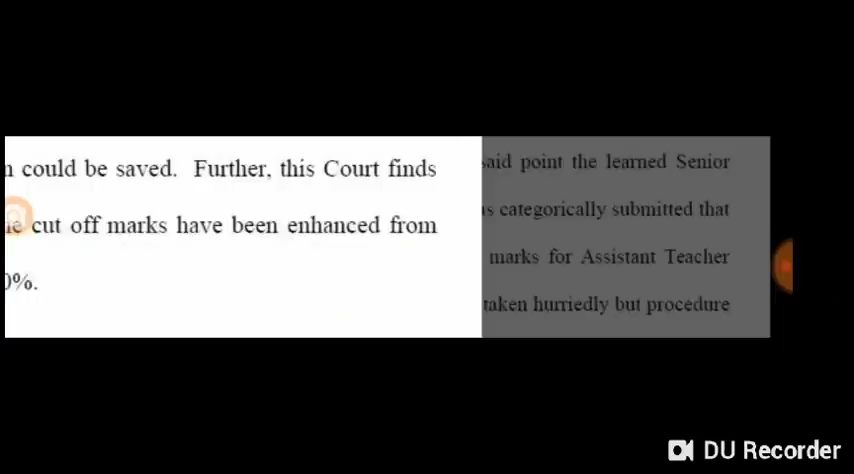 could be saved. Further, this Court finds
cut off marks have been enhanced from
0%.
said point the learned Senior
categorically submitted that
marks for Assistant Teacher
taken hurriedly but procedure
DU Recorder